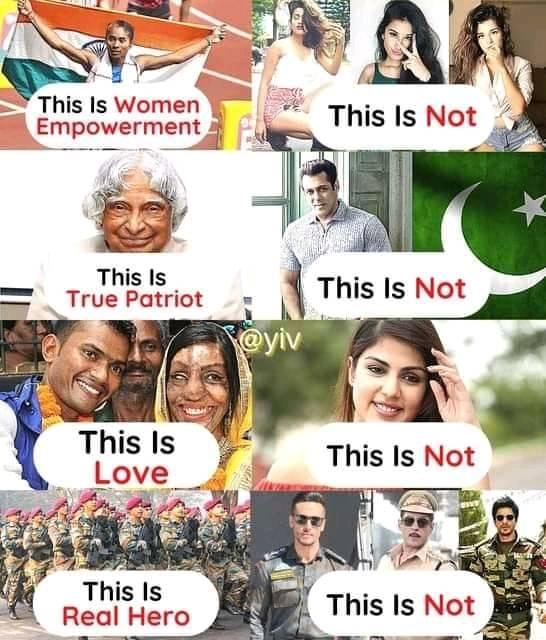 This Is Women
Empowerment
This Is Not
This Is
True Patriot
This Is Not
@yiv
This Is
Love
This Is Not
This Is
Real Hero
This Is Not